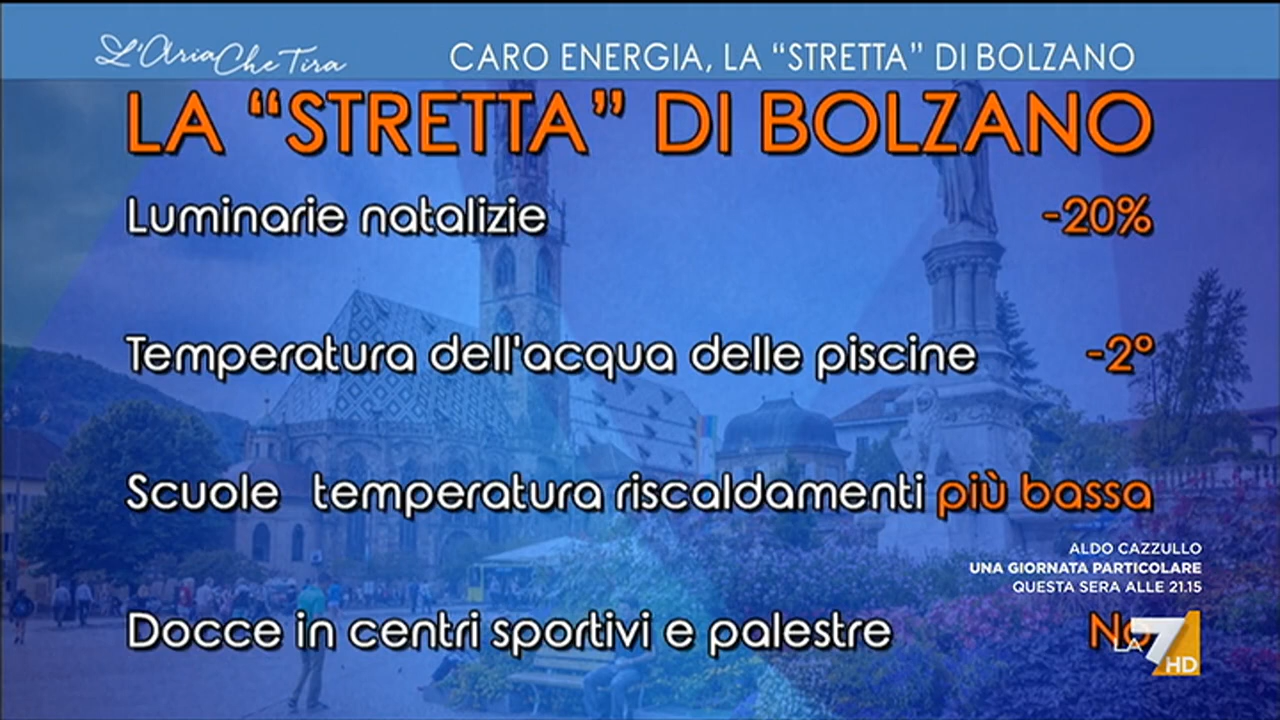 L'Aria Che Tira
CARO ENERGIA, LA “STRETTA” DI BOLZANO
LA “STRETTA” DI BOLZANO
Luminarie natalizie -20%
Temperatura dell'acqua delle piscine -2°
Scuole temperatura riscaldamenti più bassa
ALDO CAZZULLO
UNA GIORNATA PARTICOLARE
QUESTA SERA ALLE 21.15
Docce in centri sportivi e palestre No
LA 7 HD